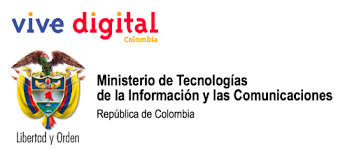 vive digital
Colombia
Ministerio de Tecnologías
de la Información y las Comunicaciones
República de Colombia
Libertad y Orden